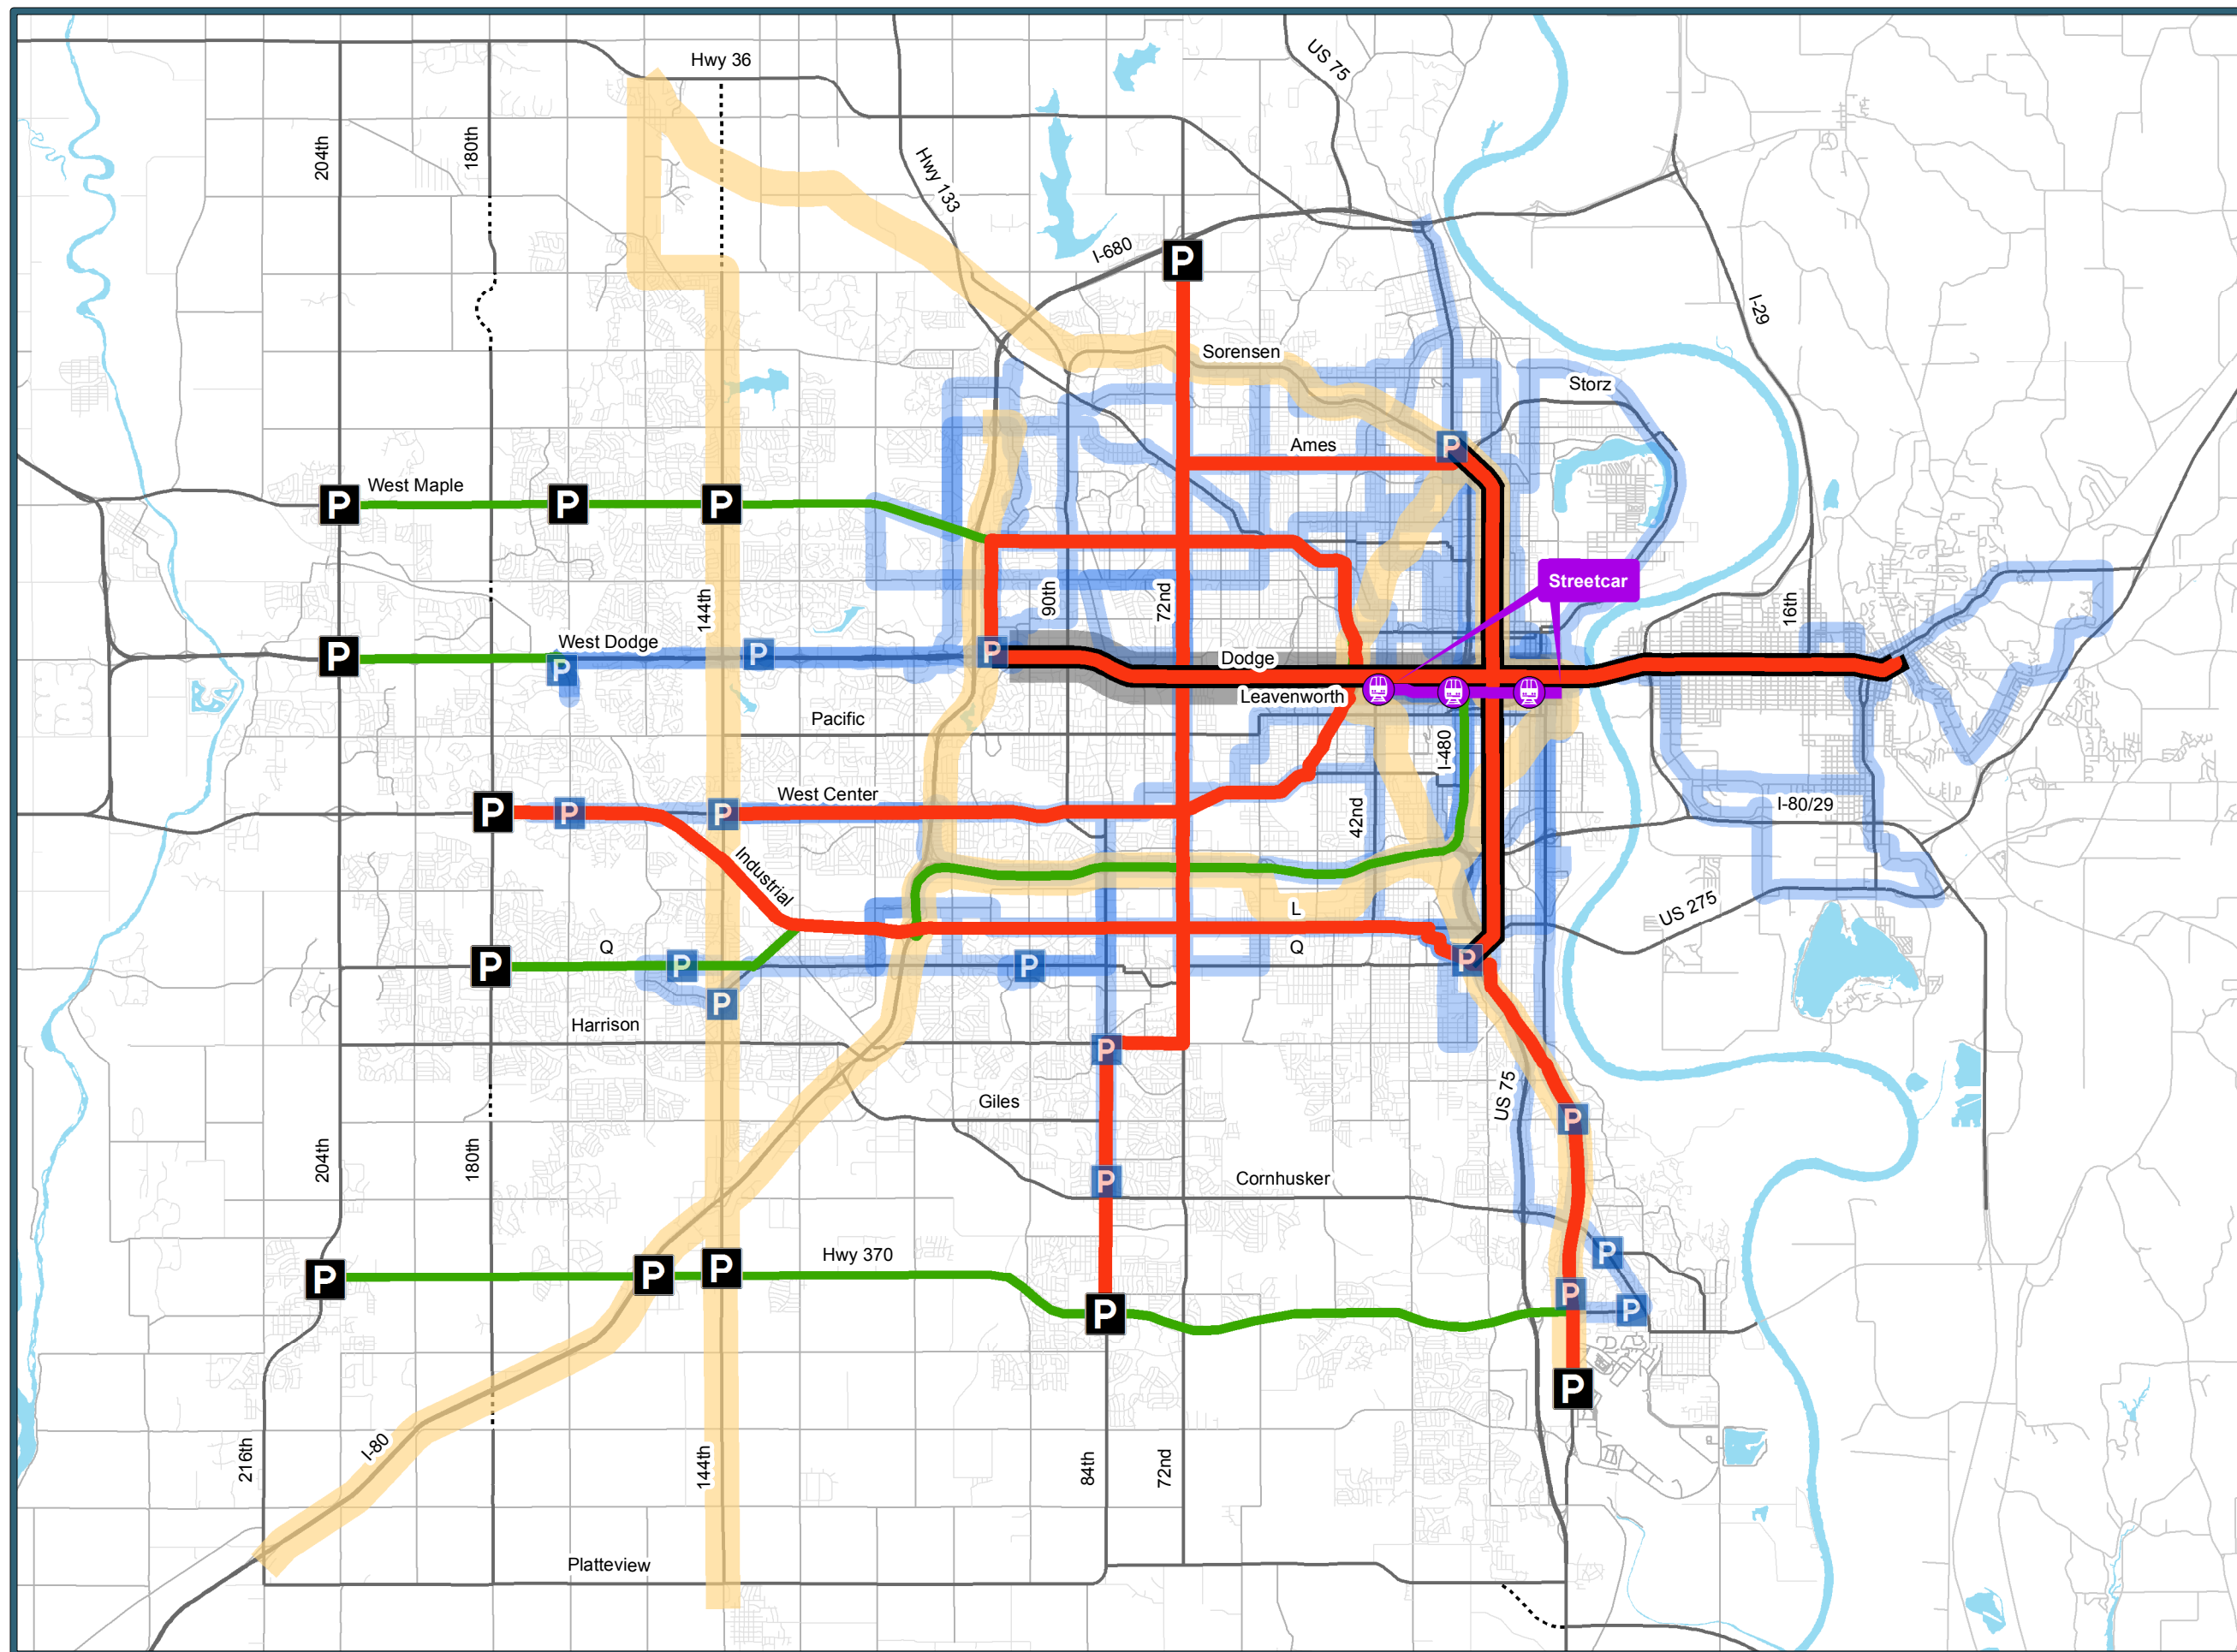 Hwy 36
US 75
204th
180th
Hwy 133
I-680
I-29
Sorensen
Storz
P
Ames
P
West Maple
P
P
P
Streetcar
144th
90th
72nd
16th
West Dodge
P
P
P
P
Dodge
Leavenworth
Pacific
I-480
West Center
P
P
P
42nd
I-80/29
Industrial
L
US 275
Q
Q
P
P
P
P
P
Harrison
P
US 75
Giles
P
204th
180th
Cornhusker
P
Hwy 370
P
P
P
P
P
P
P
P
I-80
216th
144th
84th
72nd
Platteview